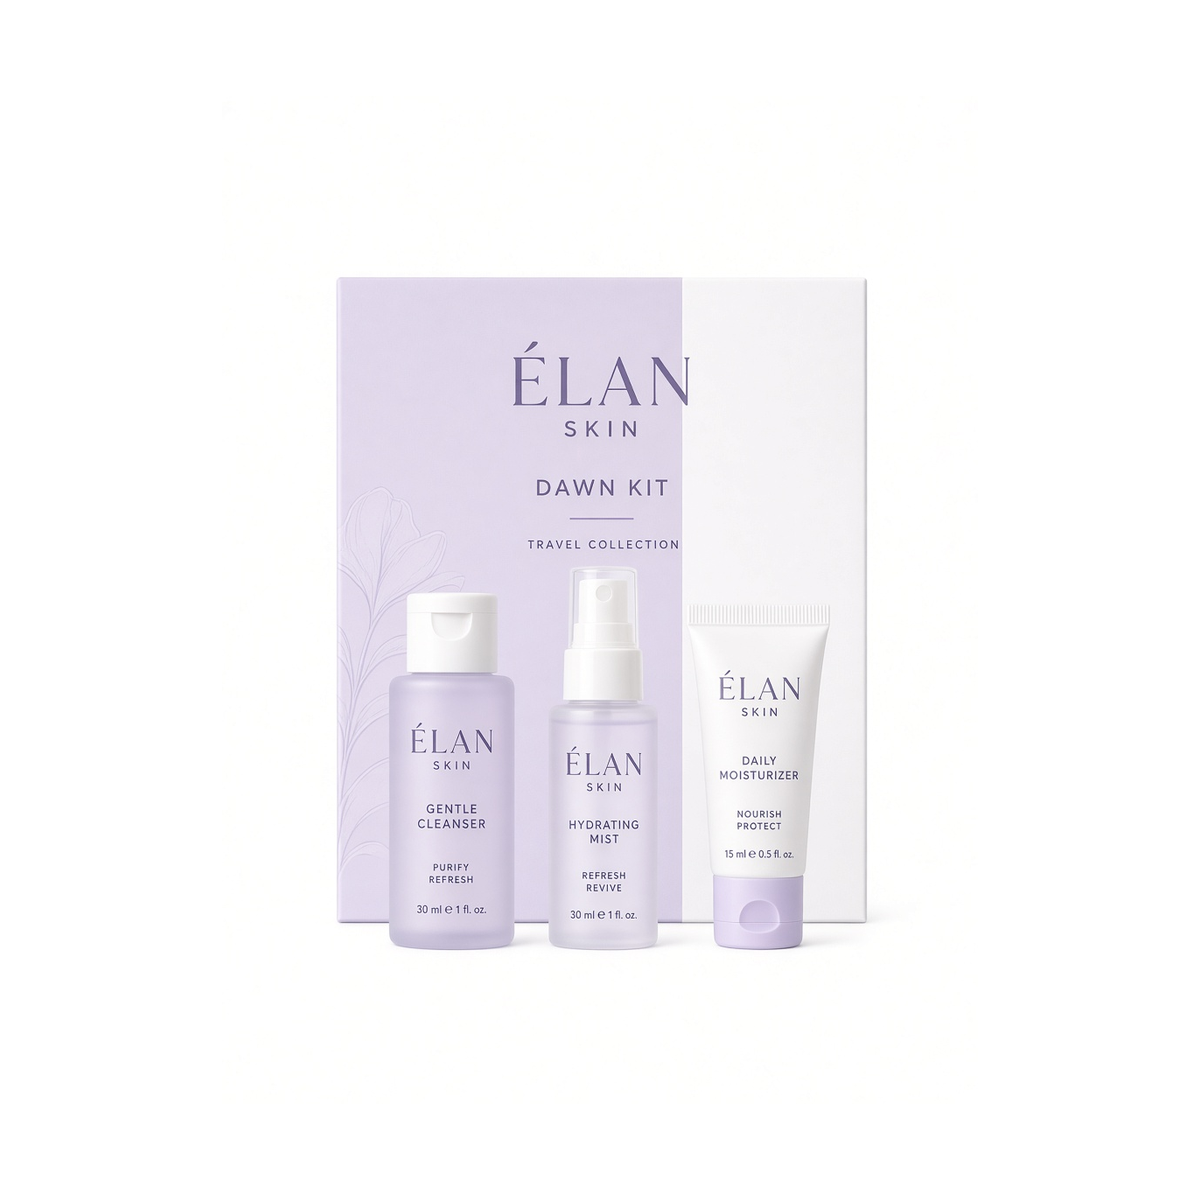 ÉLAN
SKIN
DAWN KIT
TRAVEL COLLECTION
ÉLAN
SKIN
GENTLE
CLEANSER
PURIFY
REFRESH
30 ml ℮ 1 fl. oz.
ÉLAN
SKIN
HYDRATING
MIST
REFRESH
REVIVE
30 ml ℮ 1 fl. oz.
ÉLAN
SKIN
DAILY
MOISTURIZER
NOURISH
PROTECT
15 ml ℮ 0.5 fl. oz.